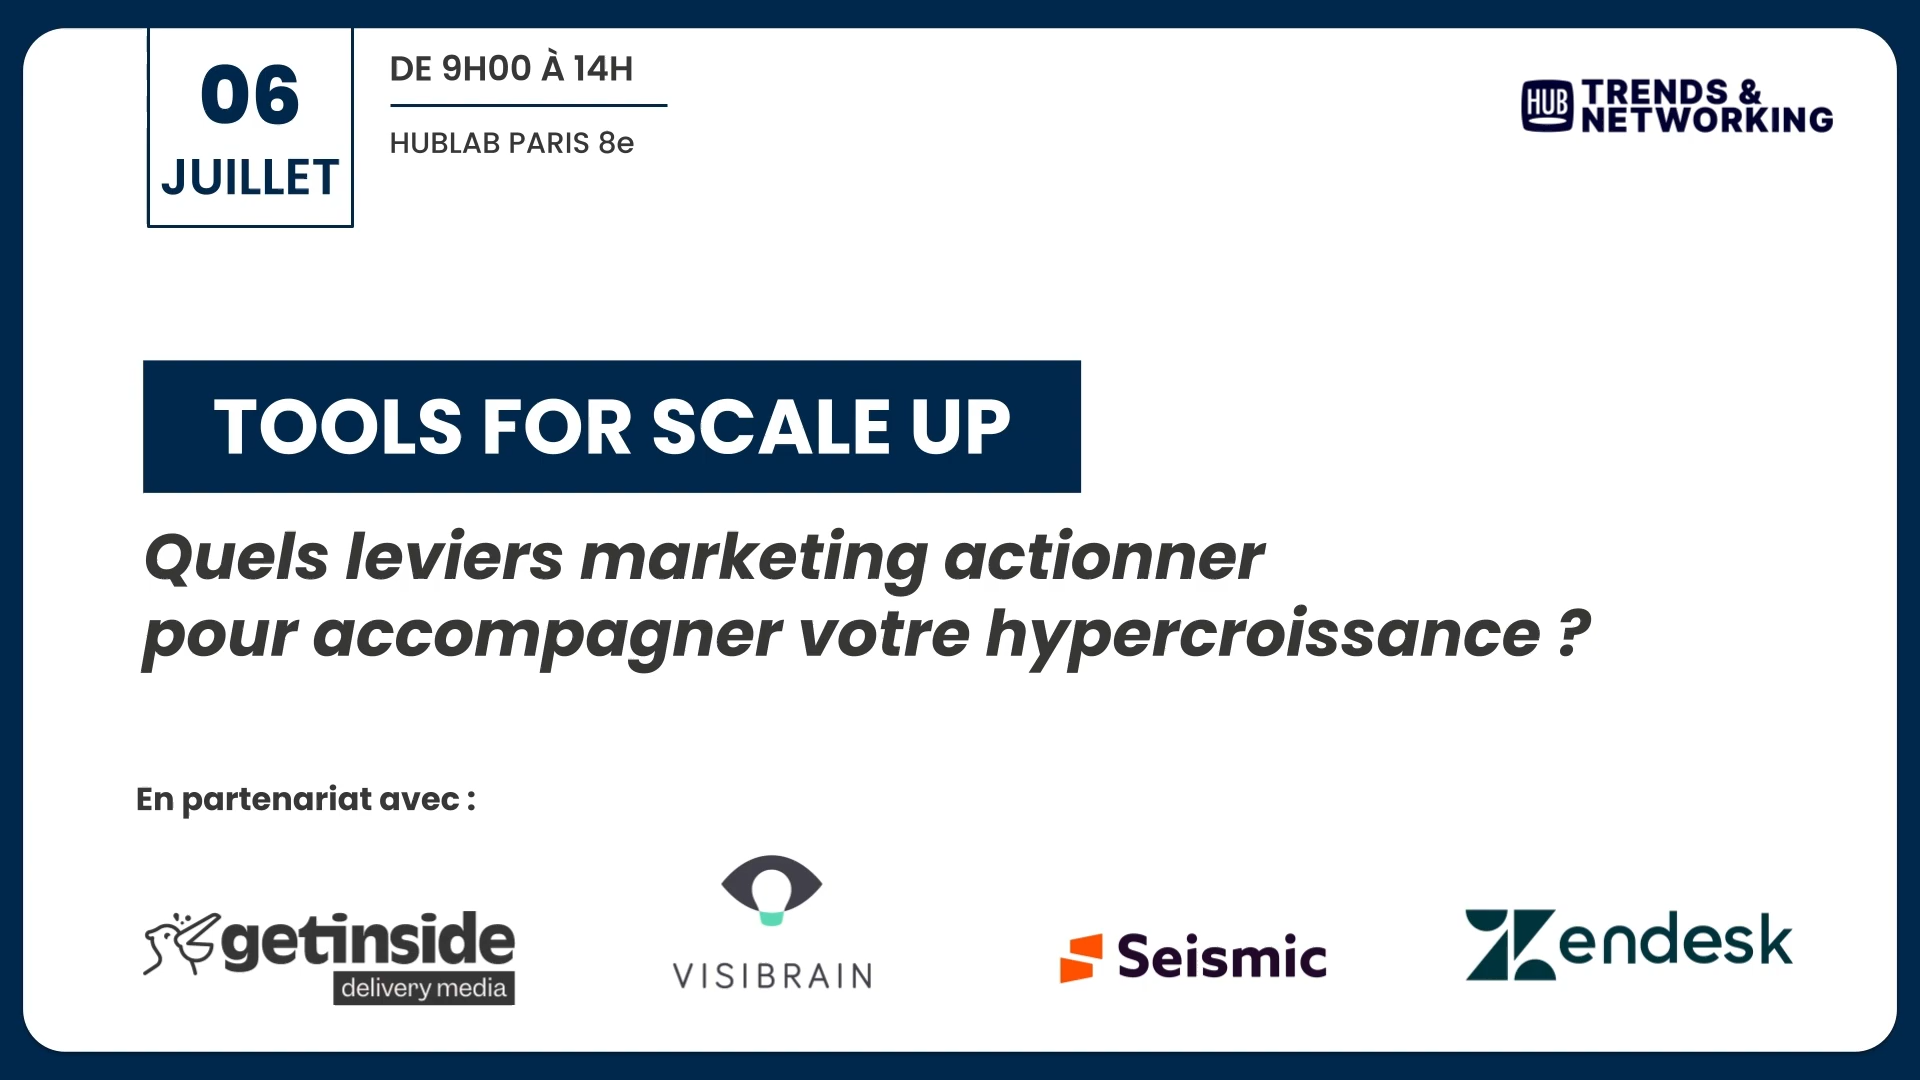 06
JUILLET
DE 9H00 À 14H
HUBLAB PARIS 8e
HUB
TRENDS &
NETWORKING
TOOLS FOR SCALE UP
Quels leviers marketing actionner
pour accompagner votre hypercroissance ?
En partenariat avec :
getinside
delivery media
VISIBRAIN
Seismic
Zendesk